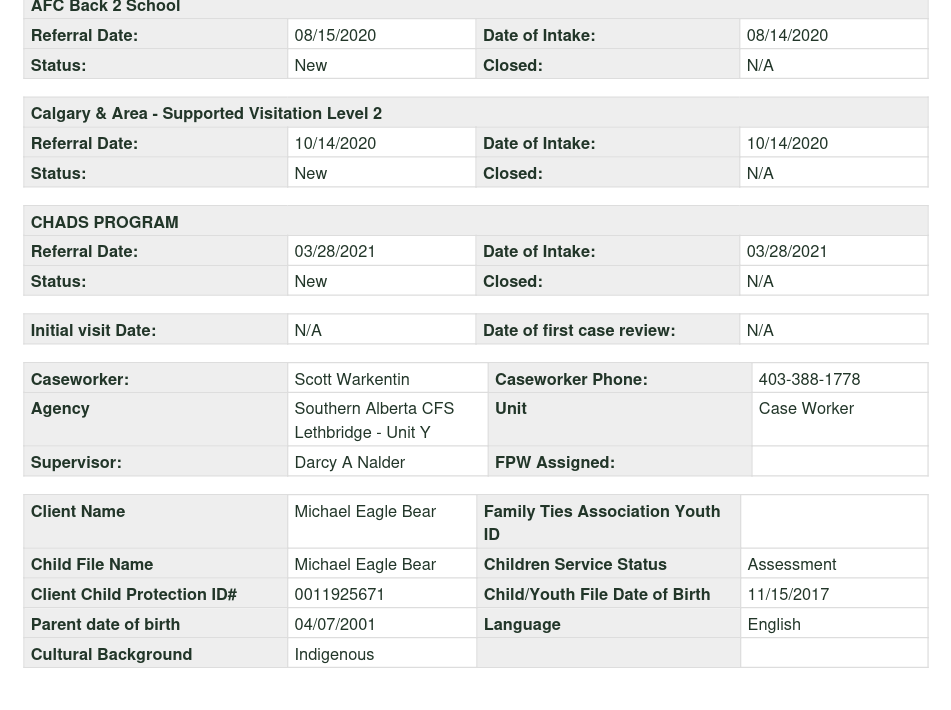 AFC Back 2 School
Referral Date: 08/15/2020 Date of Intake: 08/14/2020
Status: New Closed: N/A
Calgary & Area - Supported Visitation Level 2
Referral Date: 10/14/2020 Date of Intake: 10/14/2020
Status: New Closed: N/A
CHADS PROGRAM
Referral Date: 03/28/2021 Date of Intake: 03/28/2021
Status: New Closed: N/A
Initial visit Date: N/A Date of first case review: N/A
Caseworker: Scott Warkentin Caseworker Phone: 403-388-1778
Agency Southern Alberta CFS Unit Case Worker
Lethbridge - Unit Y
Supervisor: Darcy A Nalder FPW Assigned:
Client Name Michael Eagle Bear Family Ties Association Youth
ID
Child File Name Michael Eagle Bear Children Service Status Assessment
Client Child Protection ID# 0011925671 Child/Youth File Date of Birth 11/15/2017
Parent date of birth 04/07/2001 Language English
Cultural Background Indigenous